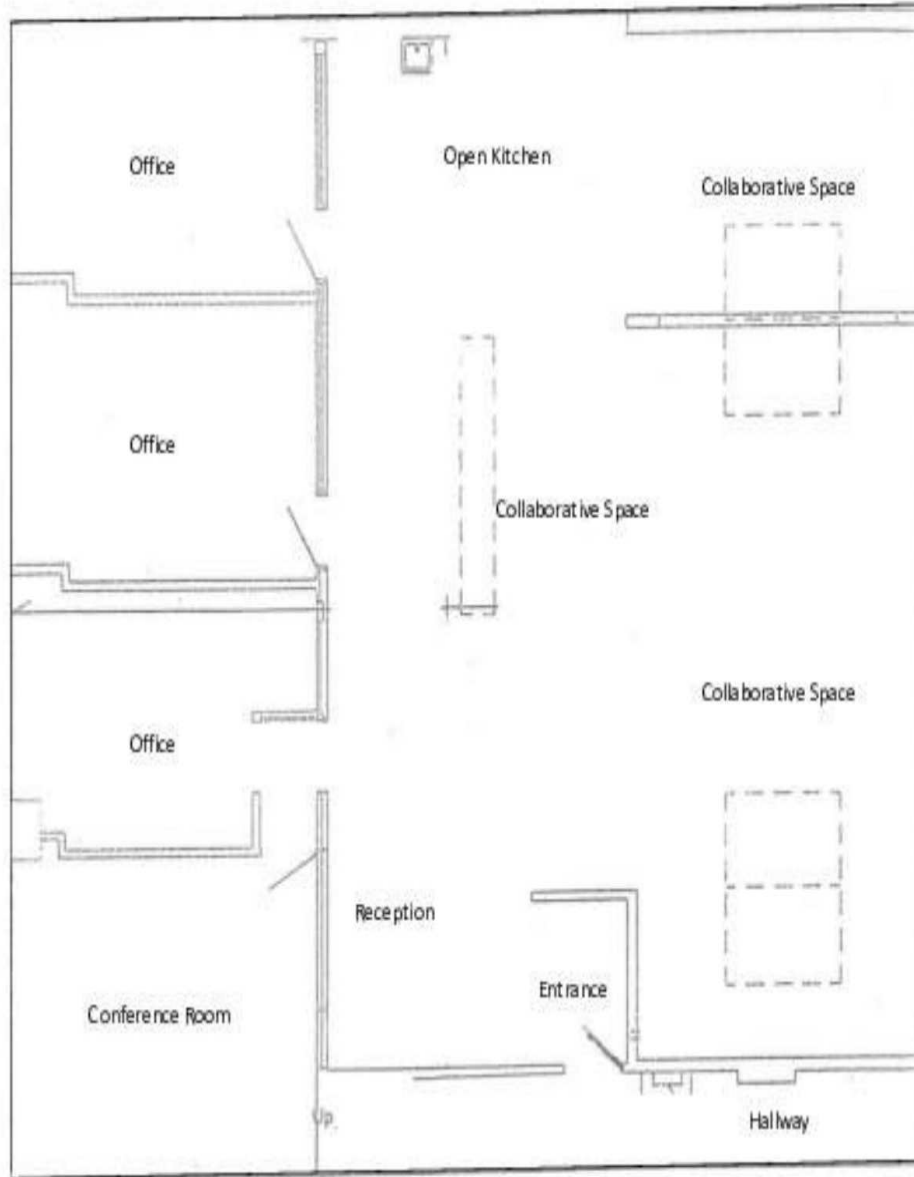 Office
Open Kitchen
Collaborative Space
Office
Collaborative Space
Collaborative Space
Office
Reception
Entrance
Conference Room
Up
Hallway